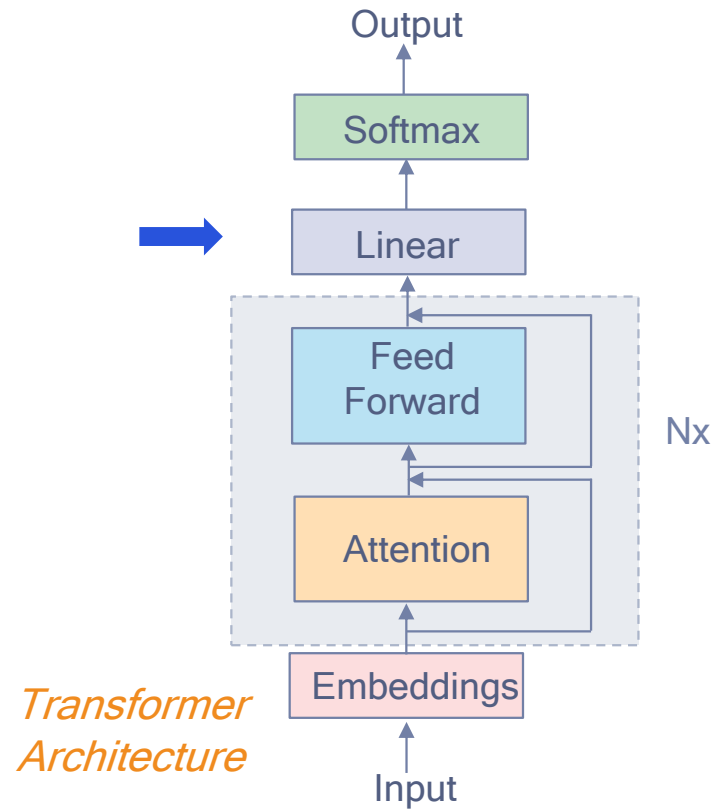 Output
Softmax
Linear
Feed
Forward
Nx
Attention
Embeddings
Transformer
Architecture
Input